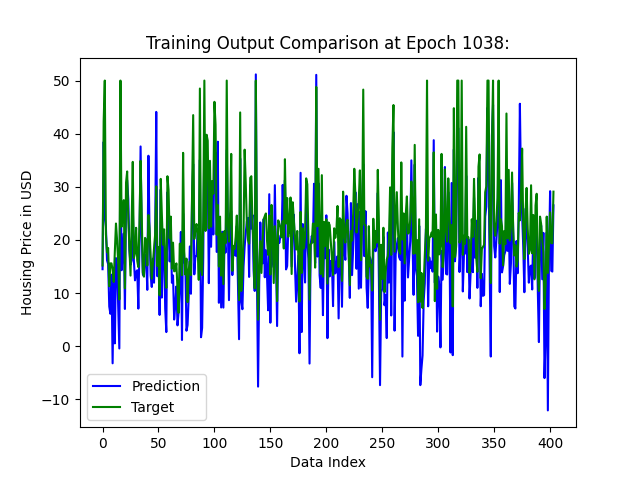 Training Output Comparison at Epoch 1038:
50
40
30
20
10
0
−10
Housing Price in USD
Prediction
Target
0 50 100 150 200 250 300 350 400
Data Index